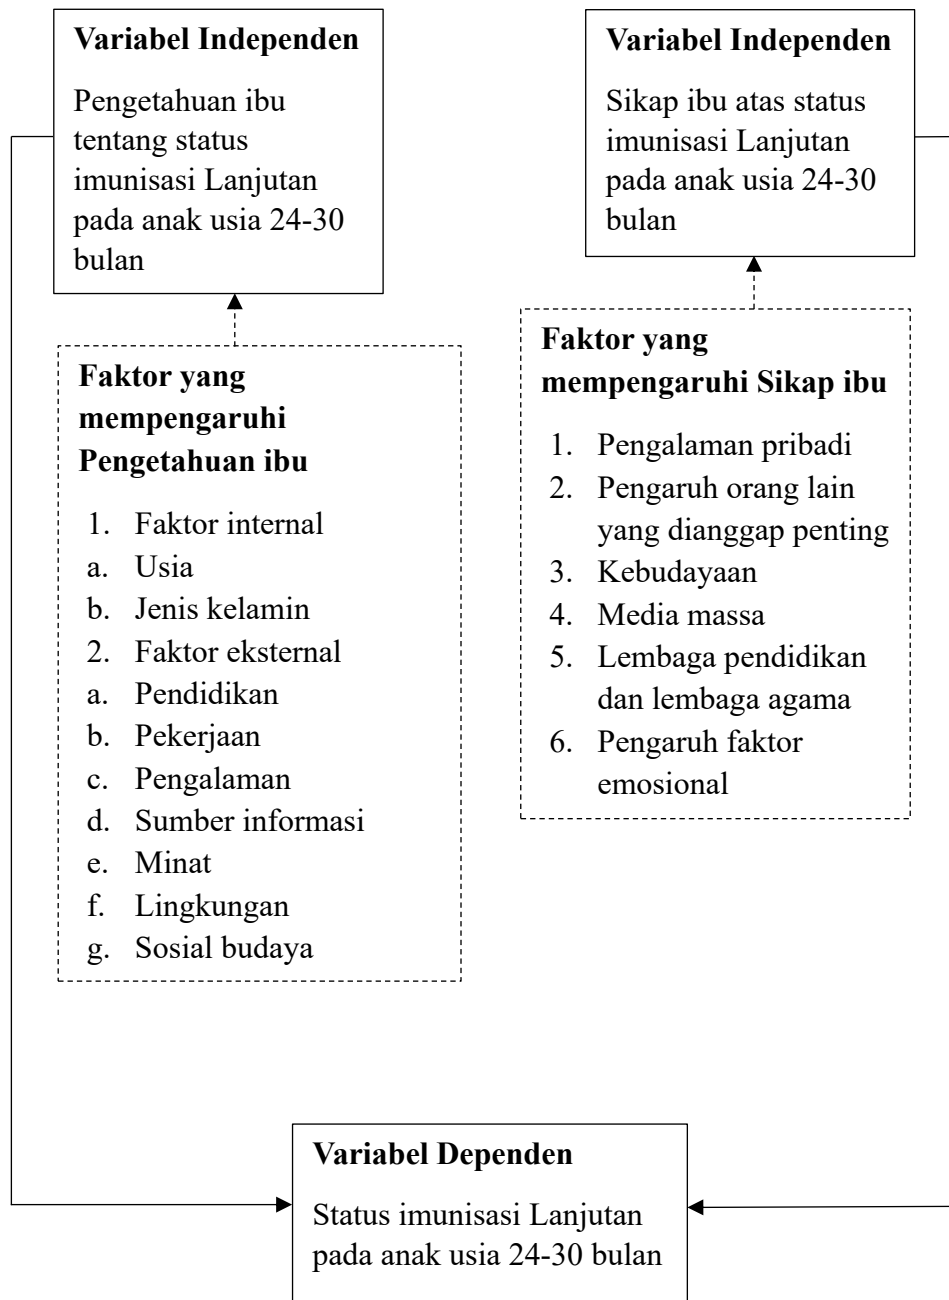 Variabel Independen
Pengetahuan ibu
tentang status
imunisasi Lanjutan
pada anak usia 24-30
bulan
Variabel Independen
Sikap ibu atas status
imunisasi Lanjutan
pada anak usia 24-30
bulan
Faktor yang
mempengaruhi
Pengetahuan ibu
1. Faktor internal
a. Usia
b. Jenis kelamin
2. Faktor eksternal
a. Pendidikan
b. Pekerjaan
c. Pengalaman
d. Sumber informasi
e. Minat
f. Lingkungan
g. Sosial budaya
Faktor yang
mempengaruhi Sikap ibu
1. Pengalaman pribadi
2. Pengaruh orang lain
yang dianggap penting
3. Kebudayaan
4. Media massa
5. Lembaga pendidikan
dan lembaga agama
6. Pengaruh faktor
emosional
Variabel Dependen
Status imunisasi Lanjutan
pada anak usia 24-30 bulan